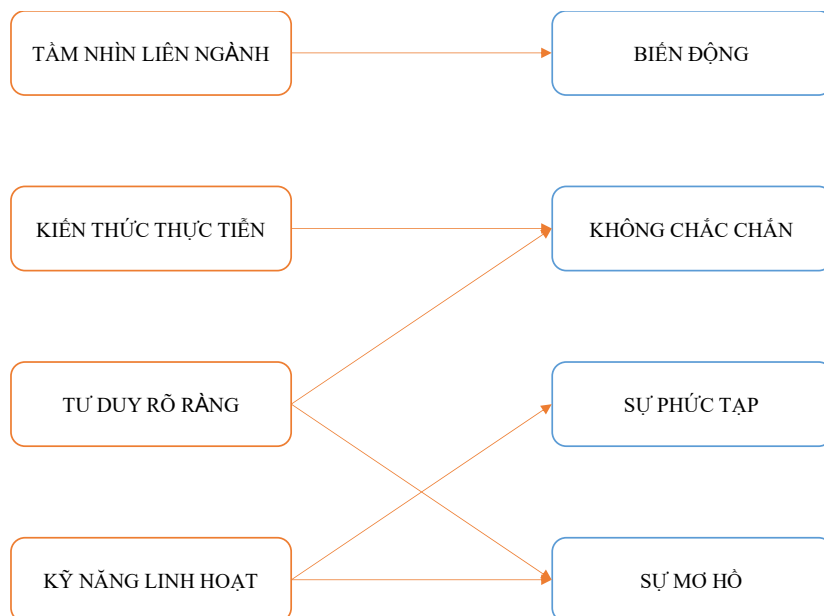 TẦM NHÌN LIÊN NGÀNH
BIẾN ĐỘNG
KIẾN THỨC THỰC TIỄN
KHÔNG CHẮC CHẮN
TƯ DUY RÕ RÀNG
SỰ PHỨC TẠP
KỸ NĂNG LINH HOẠT
SỰ MƠ HỒ